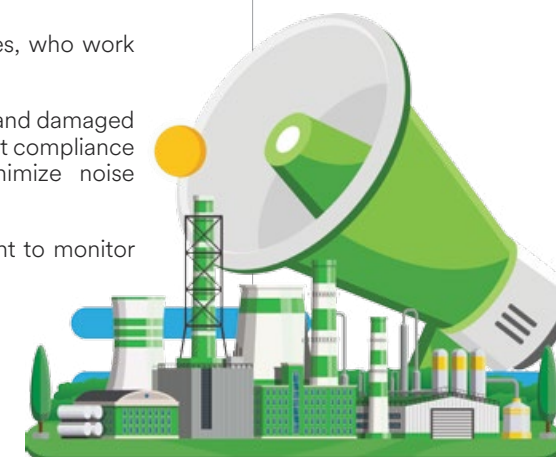 es, who work
and damaged
t compliance
nimize noise
nt to monitor